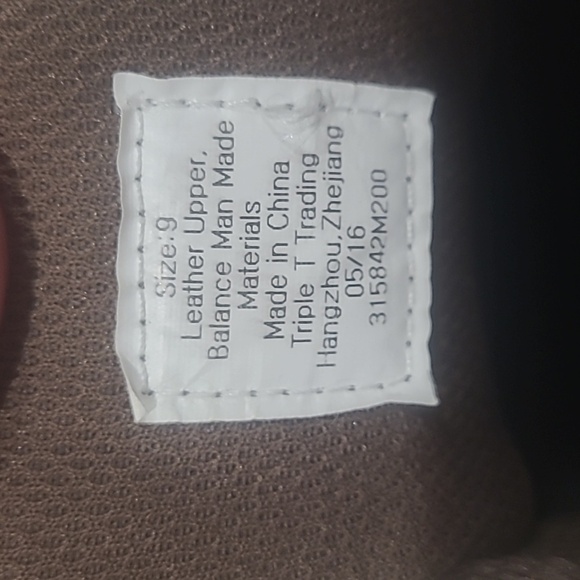 Size:9
Leather Upper,
Balance Man Made
Materials
Made in China
Triple T Trading
Hangzhou,Zhejiang
05/16
315842M200